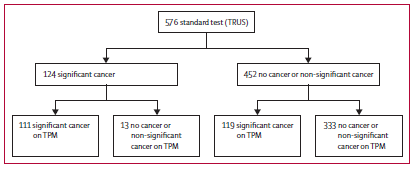 576 standard test (TRUS)
124 significant cancer
452 no cancer or non-significant cancer
111 significant cancer
on TPM
13 no cancer or
non-significant
cancer on TPM
119 significant cancer
on TPM
333 no cancer or
non-significant
cancer on TPM